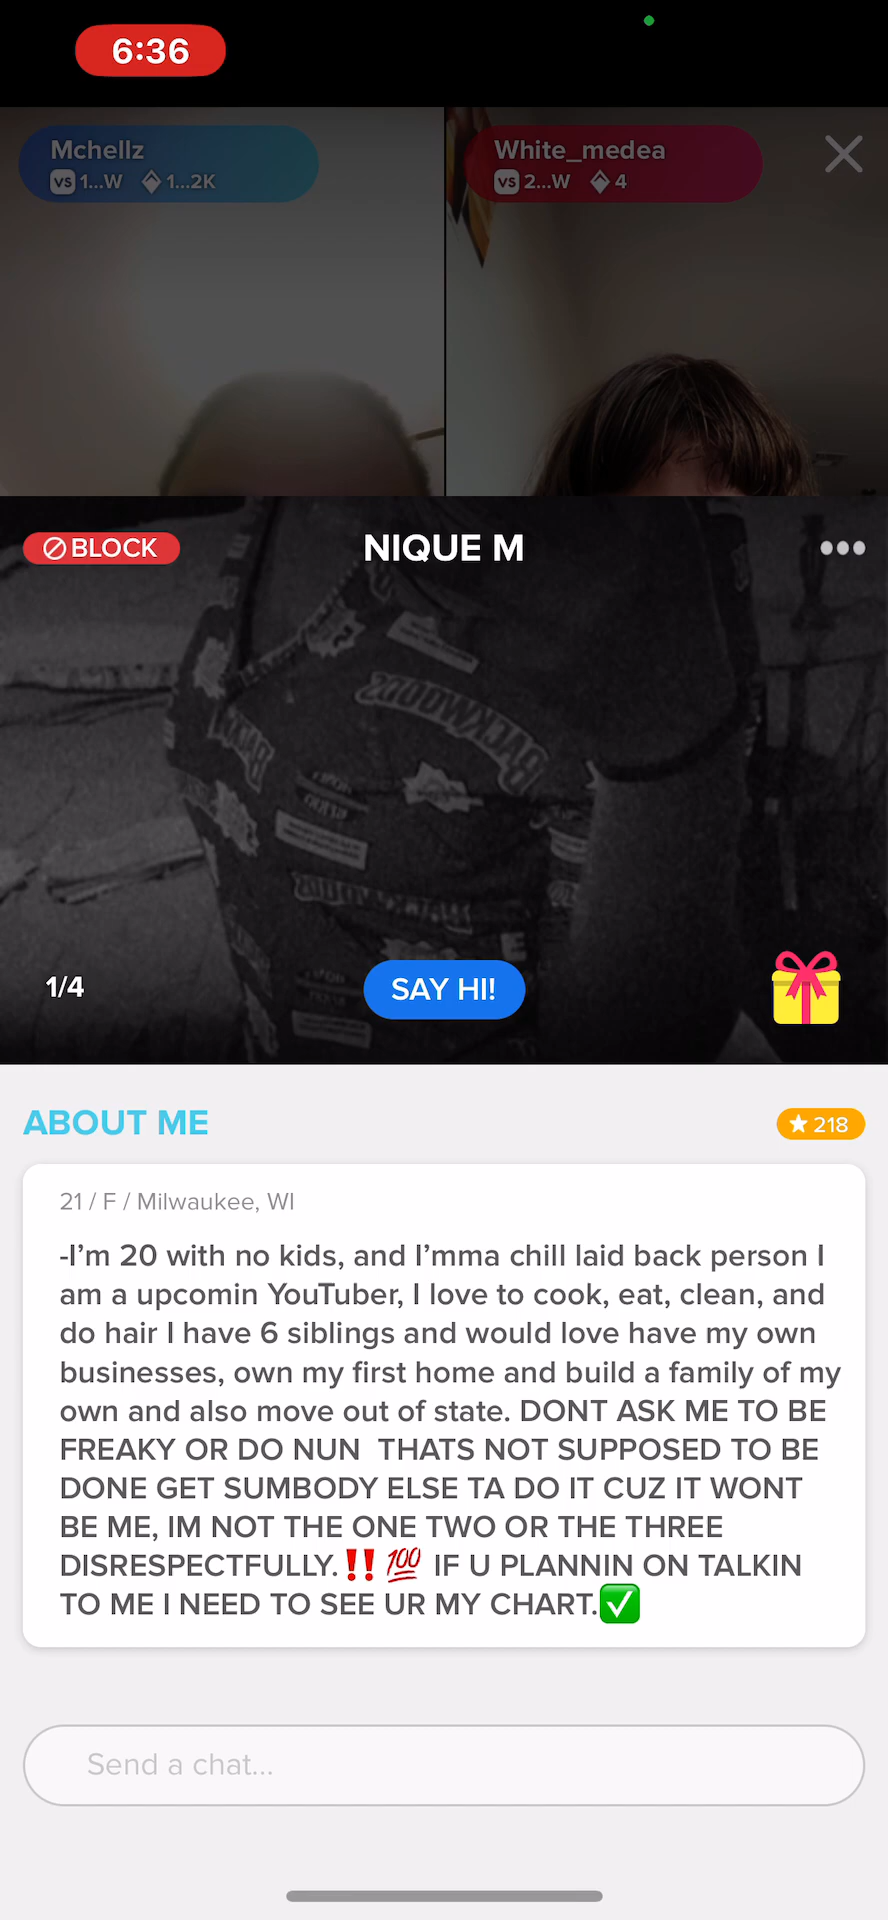 6:36
Mchellz
VS 1...W 1...2K
White_medea
VS 2...W 4
BLOCK
NIQUE M
BACKWOODS
1/4
SAY HI!
ABOUT ME
218
21 / F / Milwaukee, WI
-I’m 20 with no kids, and I’mma chill laid back person I
am a upcomin YouTuber, I love to cook, eat, clean, and
do hair I have 6 siblings and would love have my own
businesses, own my first home and build a family of my
own and also move out of state. DONT ASK ME TO BE
FREAKY OR DO NUN  THATS NOT SUPPOSED TO BE
DONE GET SUMBODY ELSE TA DO IT CUZ IT WONT
BE ME, IM NOT THE ONE TWO OR THE THREE
DISRESPECTFULLY.‼️💯 IF U PLANNIN ON TALKIN
TO ME I NEED TO SEE UR MY CHART.✅
Send a chat...